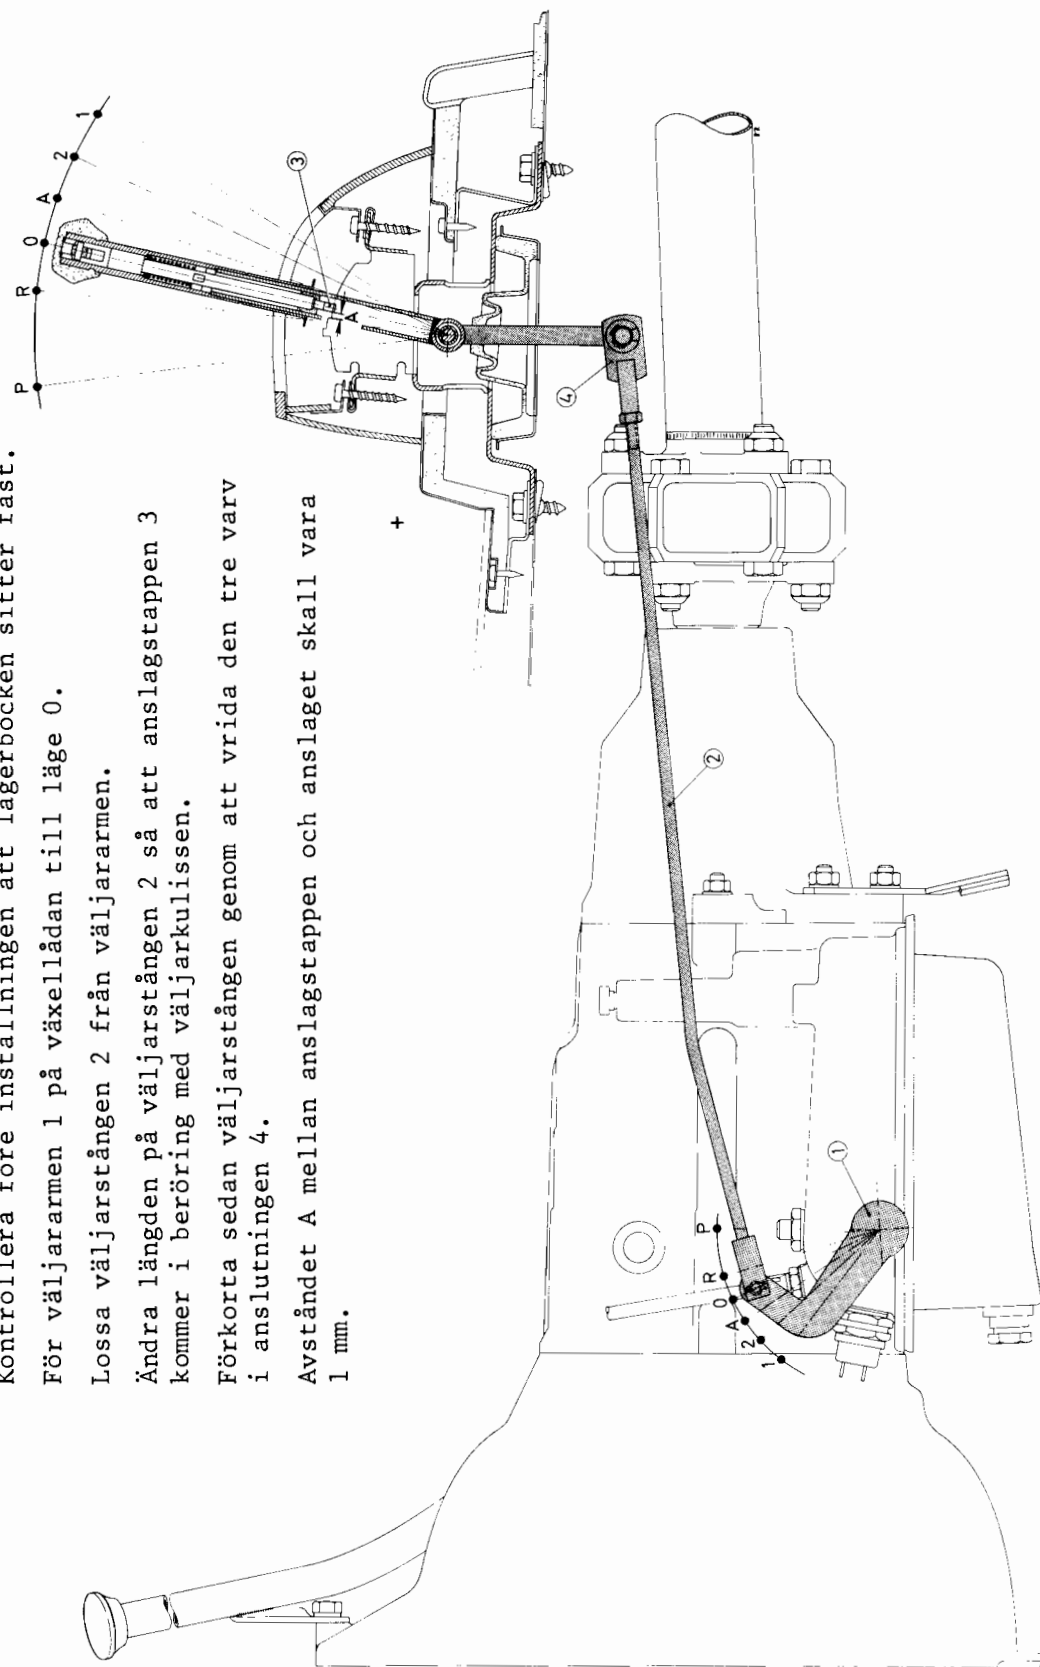 Kontrollera före inställningen att lagerbocken sitter fast.
För väljararmen 1 på växellådan till läge 0.
Lossa väljarstången 2 från väljararmen.
Ändra längden på väljarstången 2 så att anslagstappen 3
kommer i beröring med väljarkulissen.
Förkorta sedan väljarstången genom att vrida den tre varv
i anslutningen 4.
Avståndet A mellan anslagstappen och anslaget skall vara
1 mm.
P R 0 A 2 1
3
A
4
2
1
P R 0 A 2 1